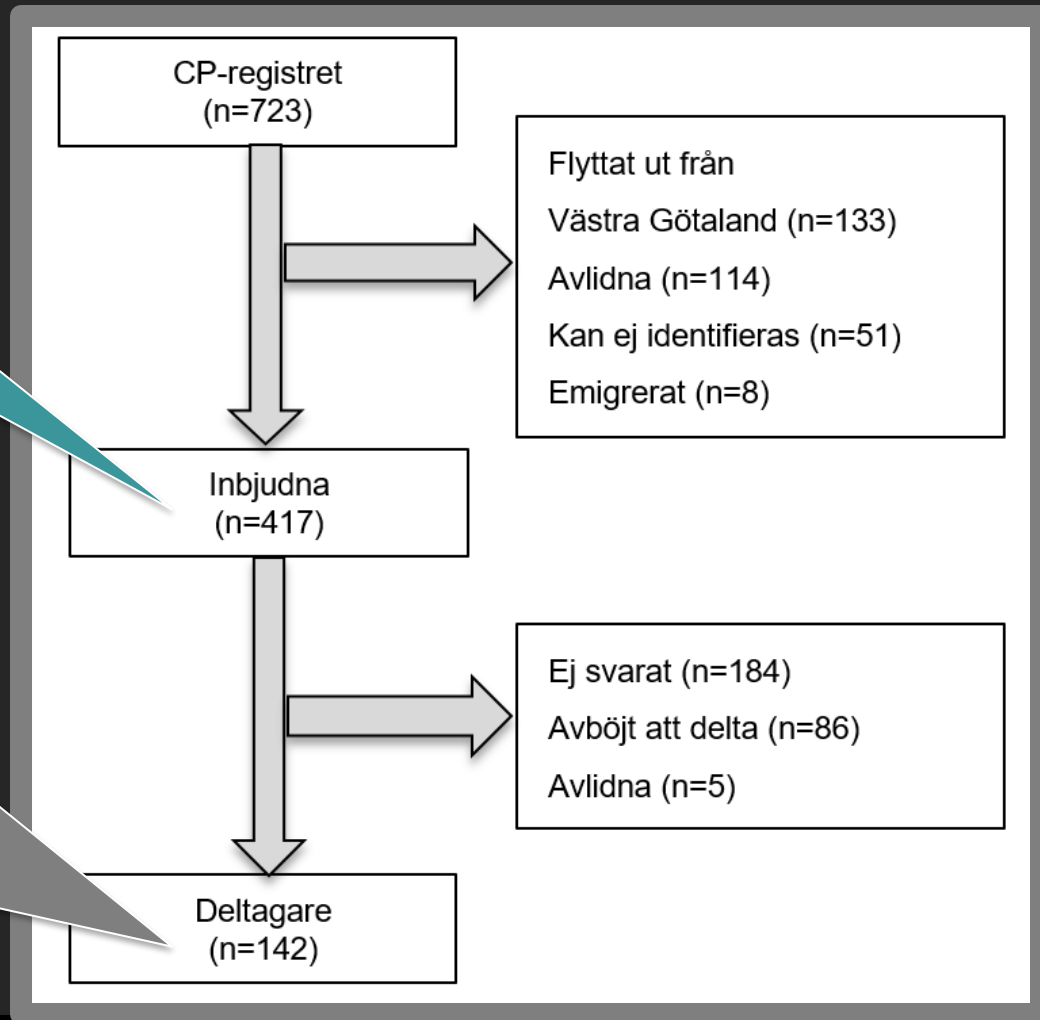 CP-registret
(n=723)
Flyttat ut från
Västra Götaland (n=133)
Avlidna (n=114)
Kan ej identifieras (n=51)
Emigrerat (n=8)
Inbjudna
(n=417)
Ej svarat (n=184)
Avböjt att delta (n=86)
Avlidna (n=5)
Deltagare
(n=142)